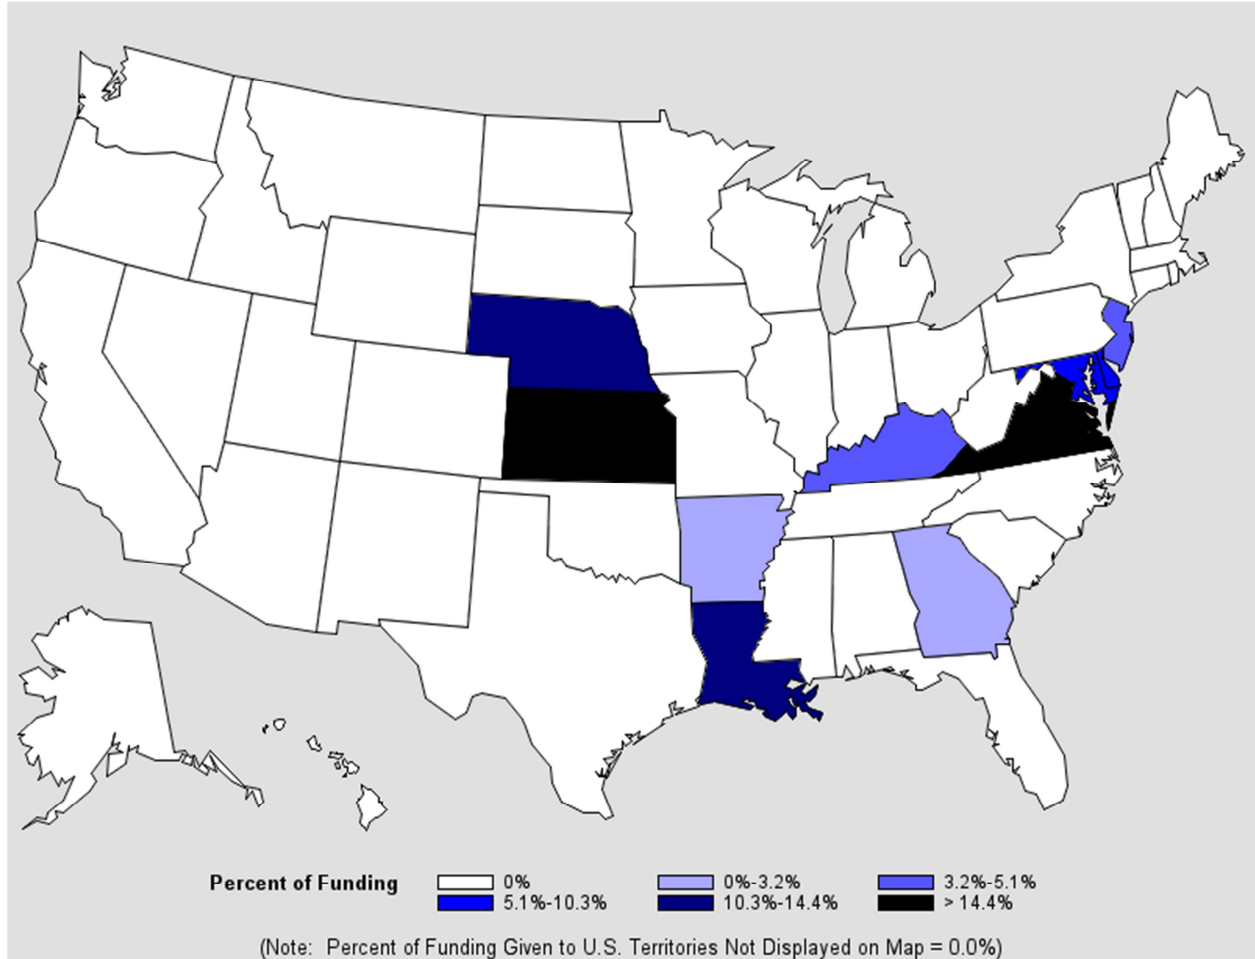 Percent of Funding 0% 0%-3.2% 3.2%-5.1%
5.1%-10.3% 10.3%-14.4% > 14.4%
(Note: Percent of Funding Given to U.S. Territories Not Displayed on Map = 0.0%)